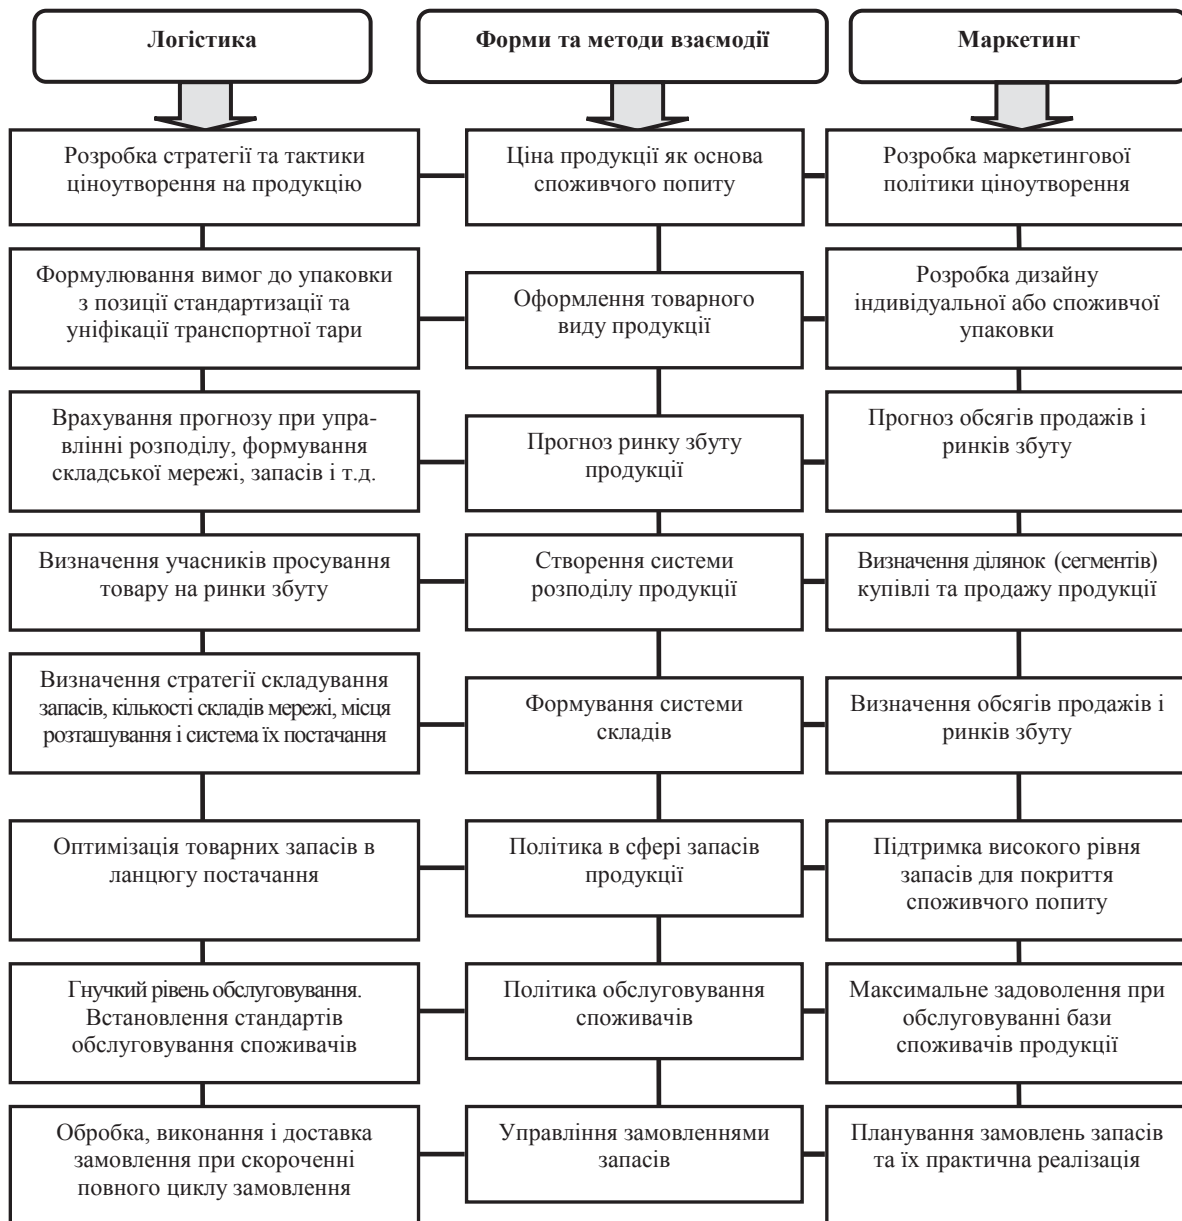 Логістика
Форми та методи взаємодії
Маркетинг
Розробка стратегії та тактики
ціноутворення на продукцію
Ціна продукції як основа
споживчого попиту
Розробка маркетингової
політики ціноутворення
Формулювання вимог до упаковки
з позиції стандартизації та
уніфікації транспортної тари
Оформлення товарного
виду продукції
Розробка дизайну
індивідуальної або споживчої
упаковки
Врахування прогнозу при упра-
влінні розподілу, формування
складської мережі, запасів і т.д.
Прогноз ринку збуту
продукції
Прогноз обсягів продажів і
ринків збуту
Визначення учасників просування
товару на ринки збуту
Створення системи
розподілу продукції
Визначення ділянок (сегментів)
купівлі та продажу продукції
Визначення стратегії складування
запасів, кількості складів мережі, місця
розташування і система їх постачання
Формування системи
складів
Визначення обсягів продажів і
ринків збуту
Оптимізація товарних запасів в
ланцюгу постачання
Політика в сфері запасів
продукції
Підтримка високого рівня
запасів для покриття
споживчого попиту
Гнучкий рівень обслуговування.
Встановлення стандартів
обслуговування споживачів
Політика обслуговування
споживачів
Максимальне задоволення при
обслуговуванні бази
споживачів продукції
Обробка, виконання і доставка
замовлення при скороченні
повного циклу замовлення
Управління замовленнями
запасів
Планування замовлень запасів
та їх практична реалізація